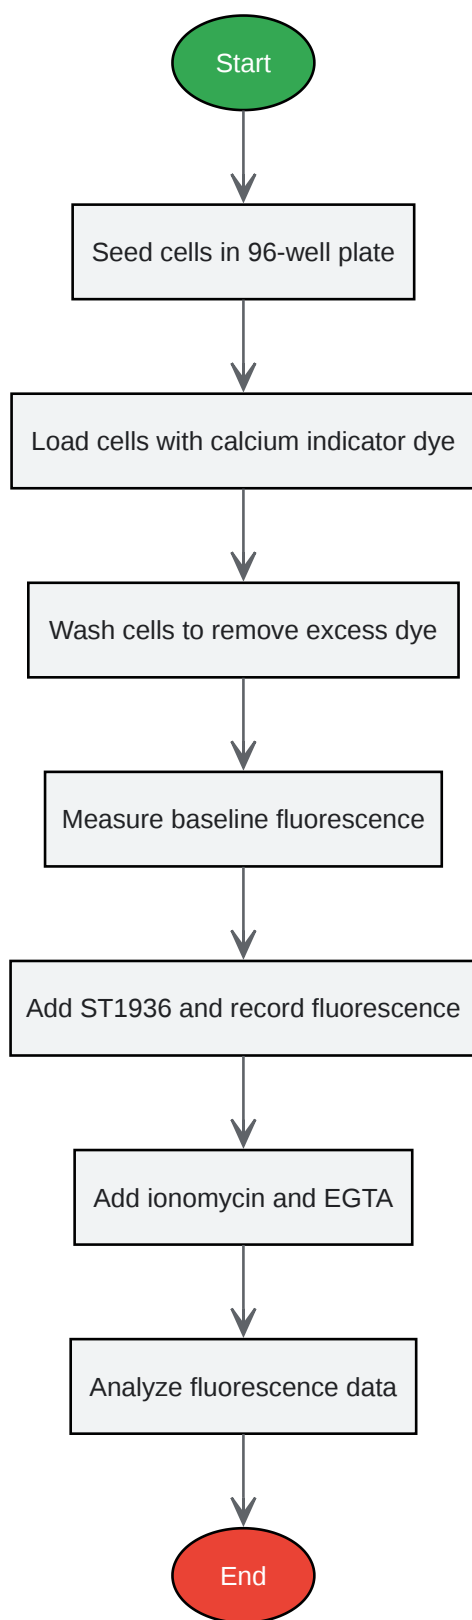 Start
Seed cells in 96-well plate
Load cells with calcium indicator dye
Wash cells to remove excess dye
Measure baseline fluorescence
Add ST1936 and record fluorescence
Add ionomycin and EGTA
Analyze fluorescence data
End